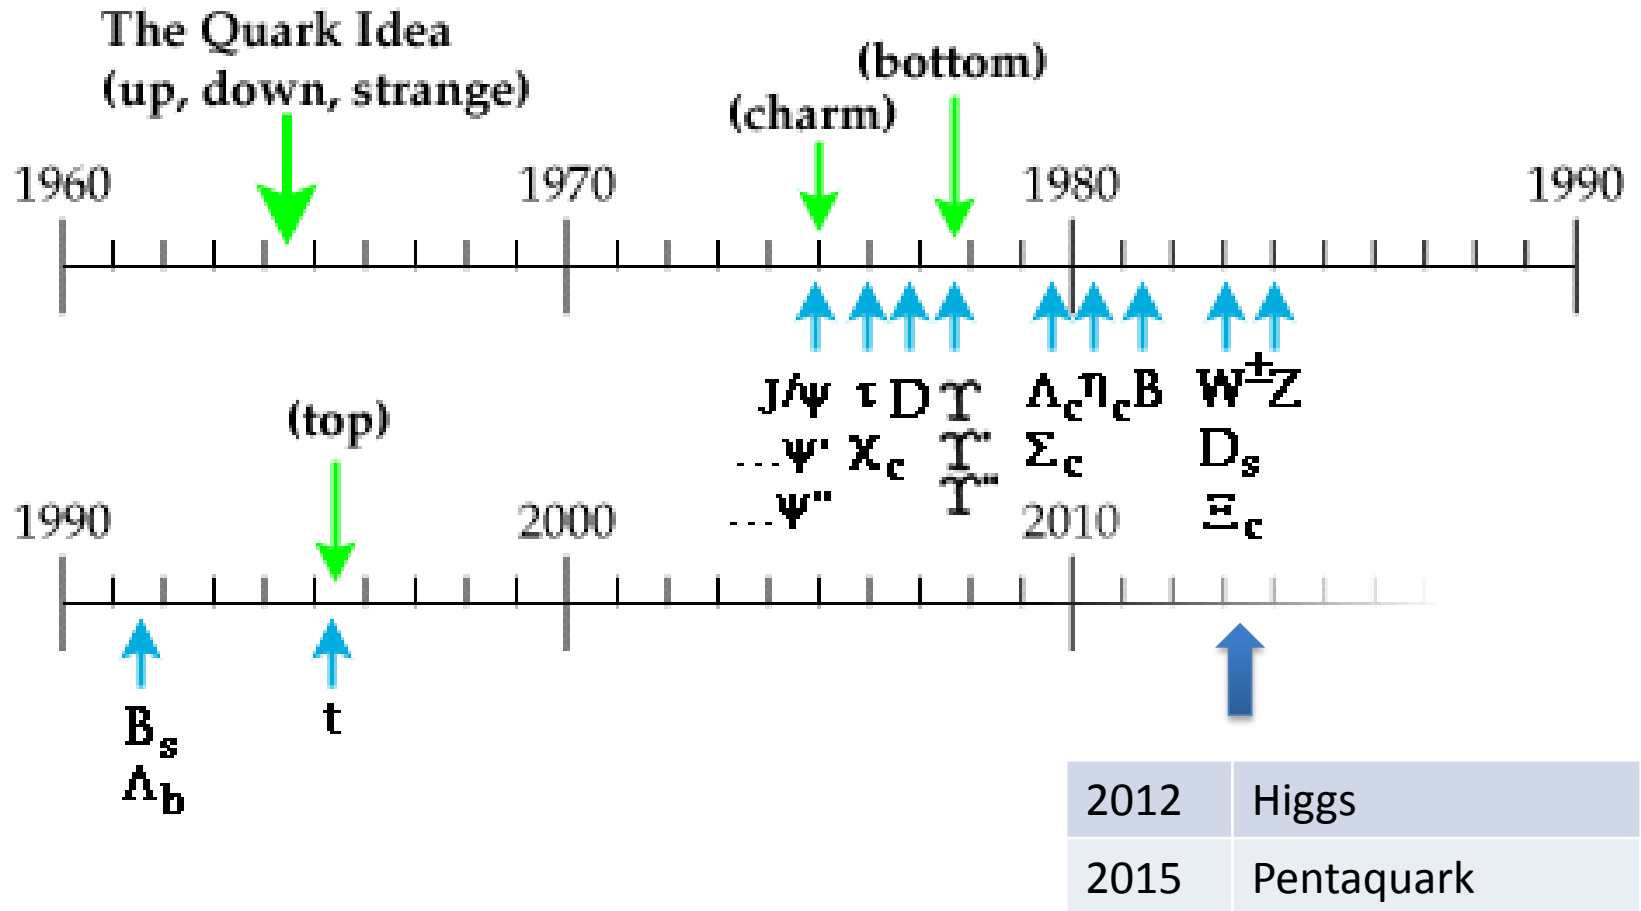 The Quark Idea
(up, down, strange)
(bottom)
(charm)
1960 1970 1980 1990
J/ψ τ D ϒ Λc ηc B W± Z
...ψ' χc ϒ' Σc Ds
...ψ" ϒ" Ξc
(top)
1990 2000 2010
Bs t
Λb
2012 Higgs
2015 Pentaquark